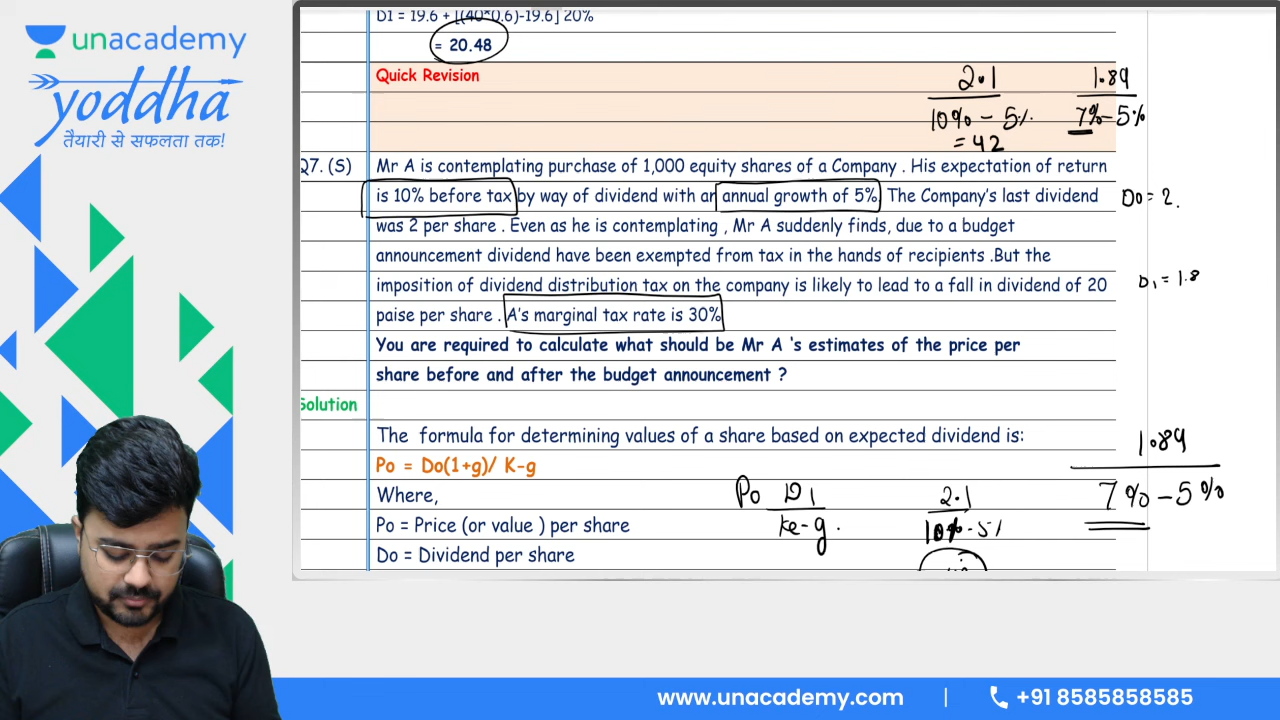 unacademy
yoddha
तैयारी से सफलता तक!
D1 = 19.6 + [(40*0.6)-19.6] 20%
= 20.48
Quick Revision
2.1
10% - 5%
= 42
1.89
7% - 5%
Q7. (S) Mr A is contemplating purchase of 1,000 equity shares of a Company . His expectation of return
is 10% before tax by way of dividend with an annual growth of 5%. The Company's last dividend
Do = 2.
was 2 per share . Even as he is contemplating , Mr A suddenly finds, due to a budget
announcement dividend have been exempted from tax in the hands of recipients .But the
imposition of dividend distribution tax on the company is likely to lead to a fall in dividend of 20
D1 = 1.8
paise per share . A's marginal tax rate is 30%
You are required to calculate what should be Mr A 's estimates of the price per
share before and after the budget announcement ?
Solution
The formula for determining values of a share based on expected dividend is:
Po = Do(1+g)/ K-g
Where,
Po = Price (or value ) per share
Do = Dividend per share
Po D1
ke-g.
2.1
10% - 5%
1.89
7% - 5%
www.unacademy.com | +91 8585858585